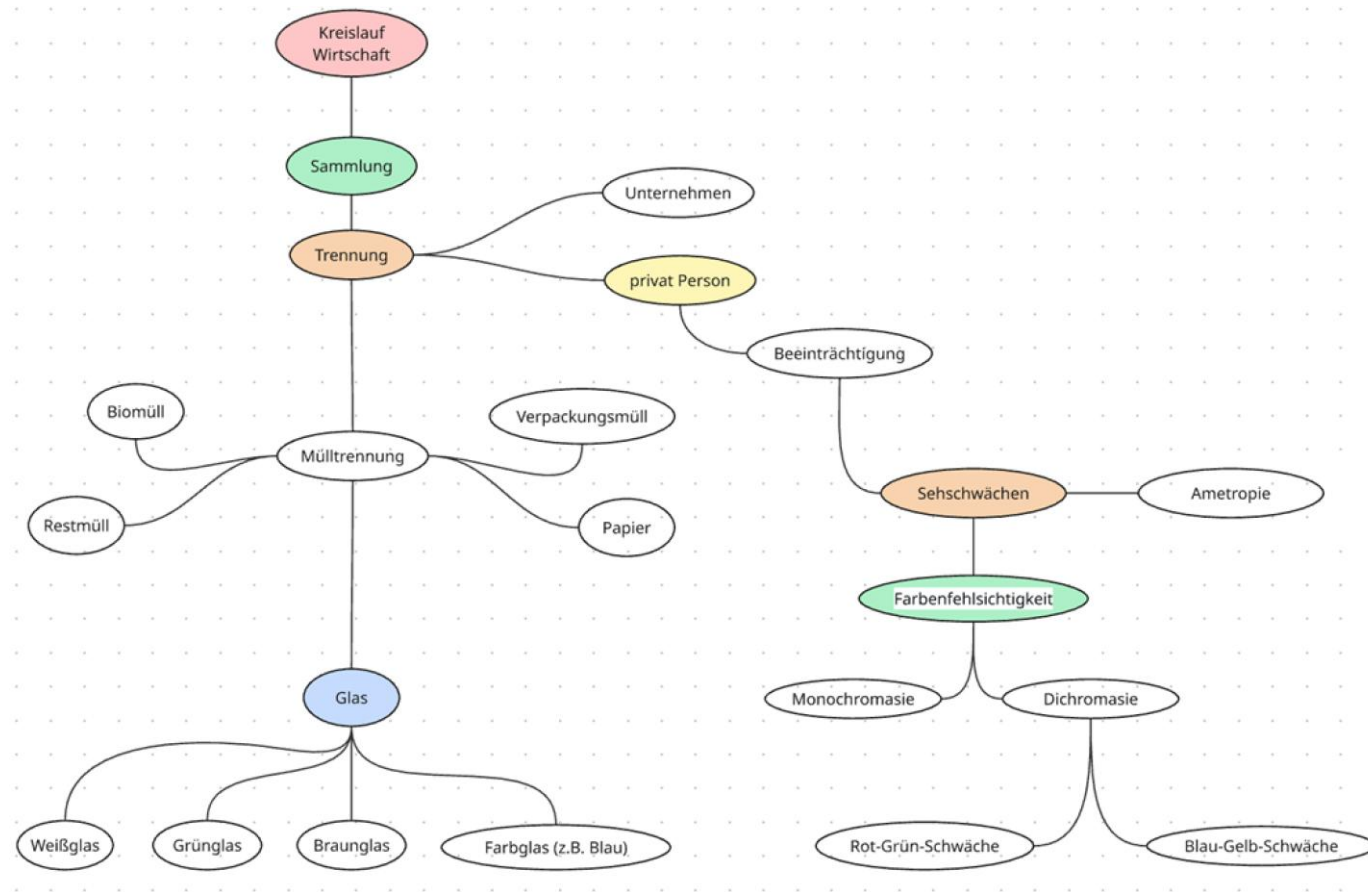 Kreislauf
Wirtschaft
Sammlung
Unternehmen
Trennung
privat Person
Beeinträchtigung
Biomüll
Verpackungsmüll
Mülltrennung
Sehschwächen
Ametropie
Restmüll
Papier
Farbenfehlsichtigkeit
Glas
Monochromasie
Dichromasie
Weißglas
Grünglas
Braunglas
Farbglas (z.B. Blau)
Rot-Grün-Schwäche
Blau-Gelb-Schwäche